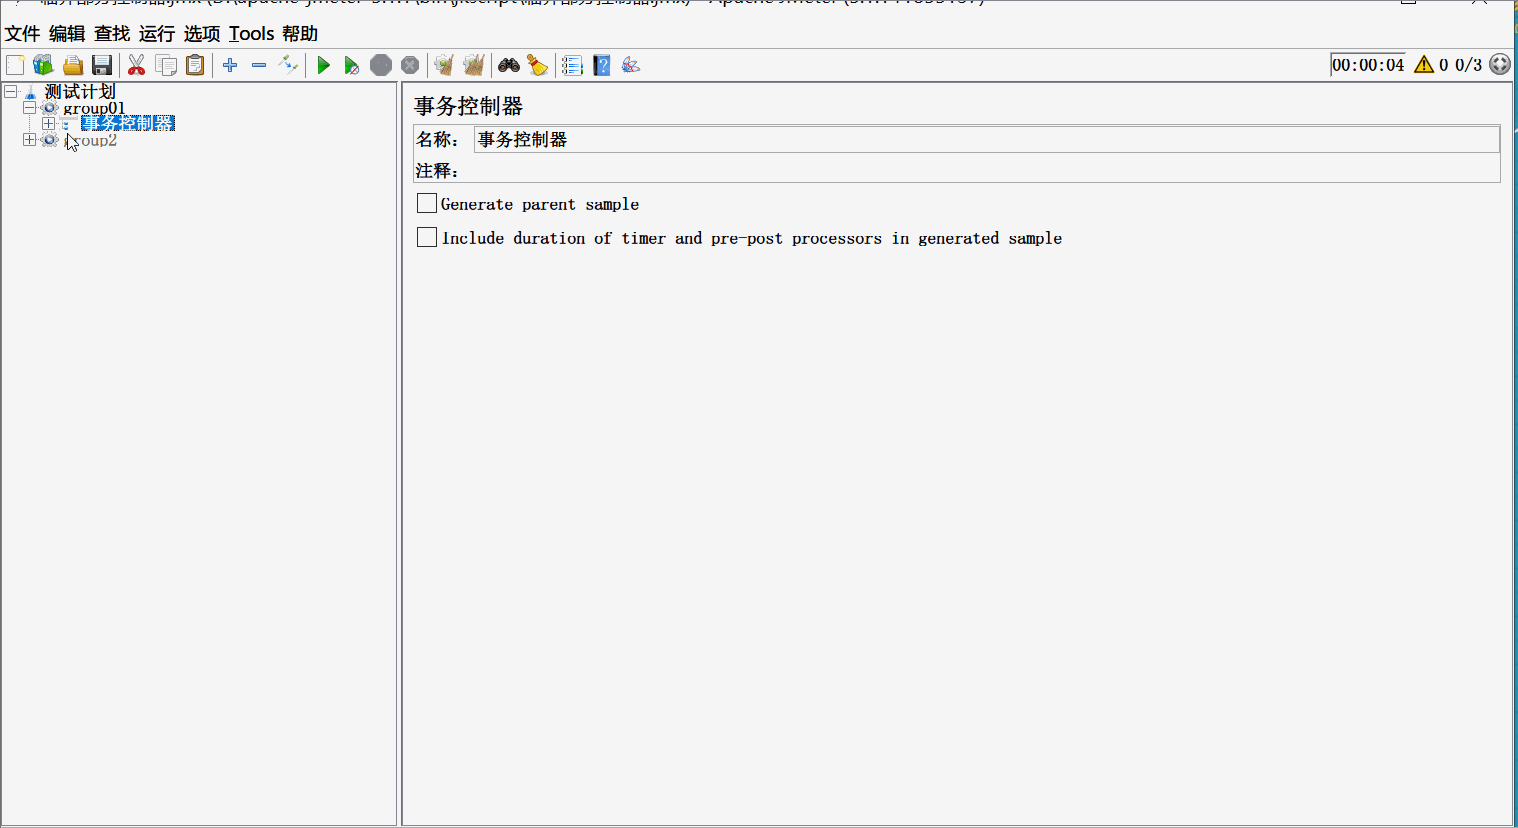 文件 编辑 查找 运行 选项 Tools 帮助
00:00:04 0 0/3
测试计划
group01
事务控制器
group2
事务控制器
名称： 事务控制器
注释：
Generate parent sample
Include duration of timer and pre-post processors in generated sample